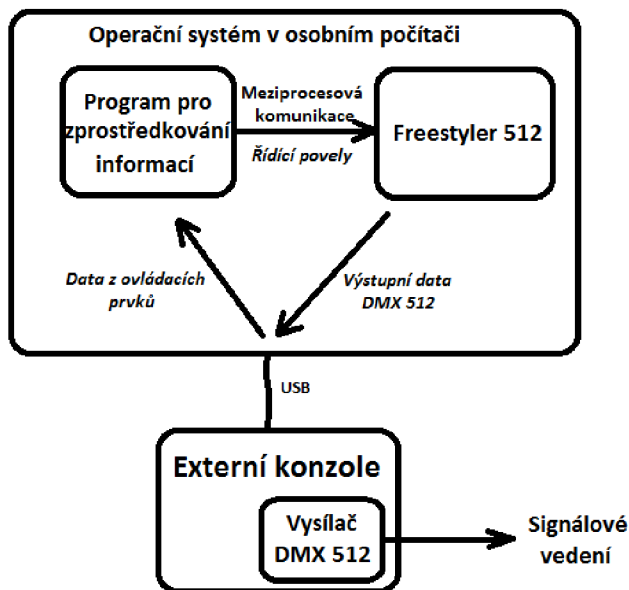 Operační systém v osobním počítači
Program pro
zprostředkování
informací
Meziprocesová
komunikace
Řídící povely
Freestyler 512
Data z ovládacích
prvků
Výstupní data
DMX 512
USB
Externí konzole
Vysílač
DMX 512
Signálové
vedení